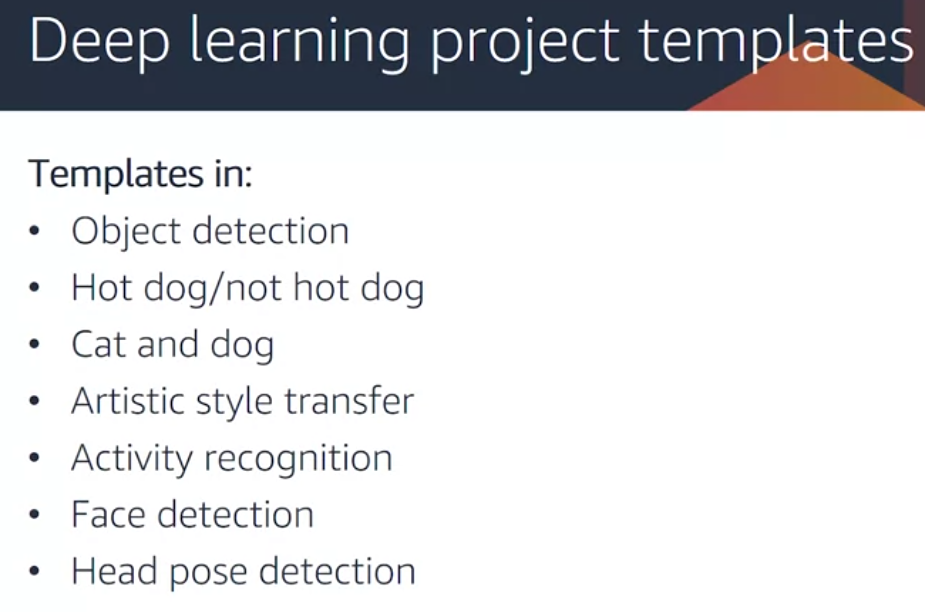 Deep learning project templates
Templates in:
• Object detection
• Hot dog/not hot dog
• Cat and dog
• Artistic style transfer
• Activity recognition
• Face detection
• Head pose detection